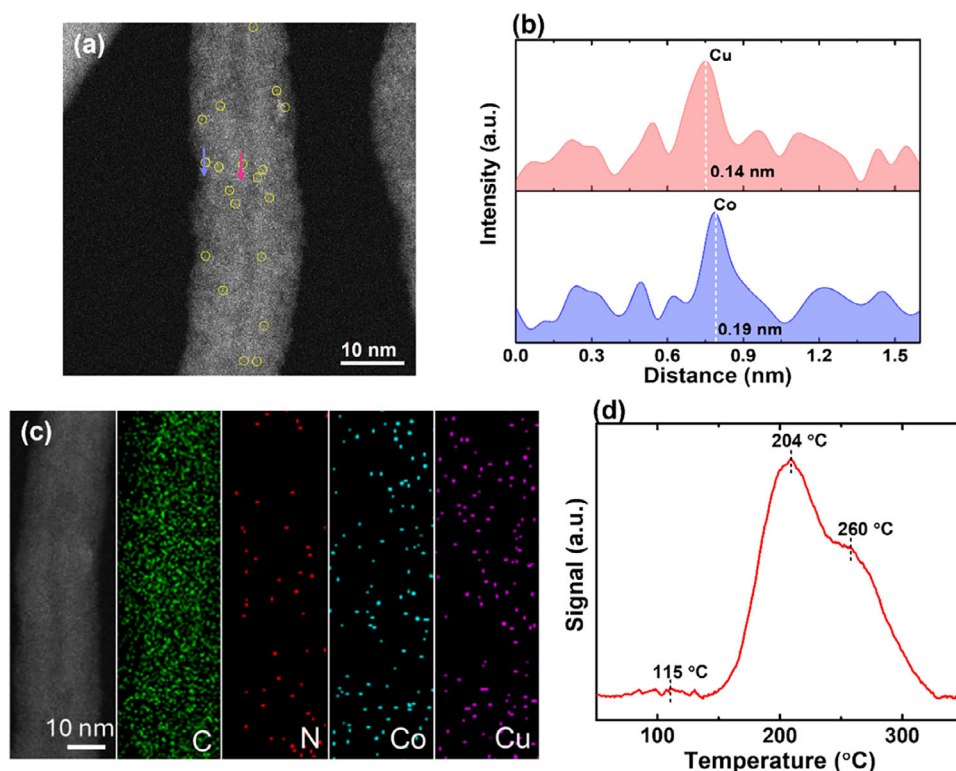 (a)
10 nm
(b)
Cu
0.14 nm
Co
0.19 nm
Intensity (a.u.)
0.0 0.3 0.6 0.9 1.2 1.5
Distance (nm)
(c)
10 nm
C
N
Co
Cu
(d)
204 °C
260 °C
115 °C
Signal (a.u.)
100 200 300
Temperature (°C)